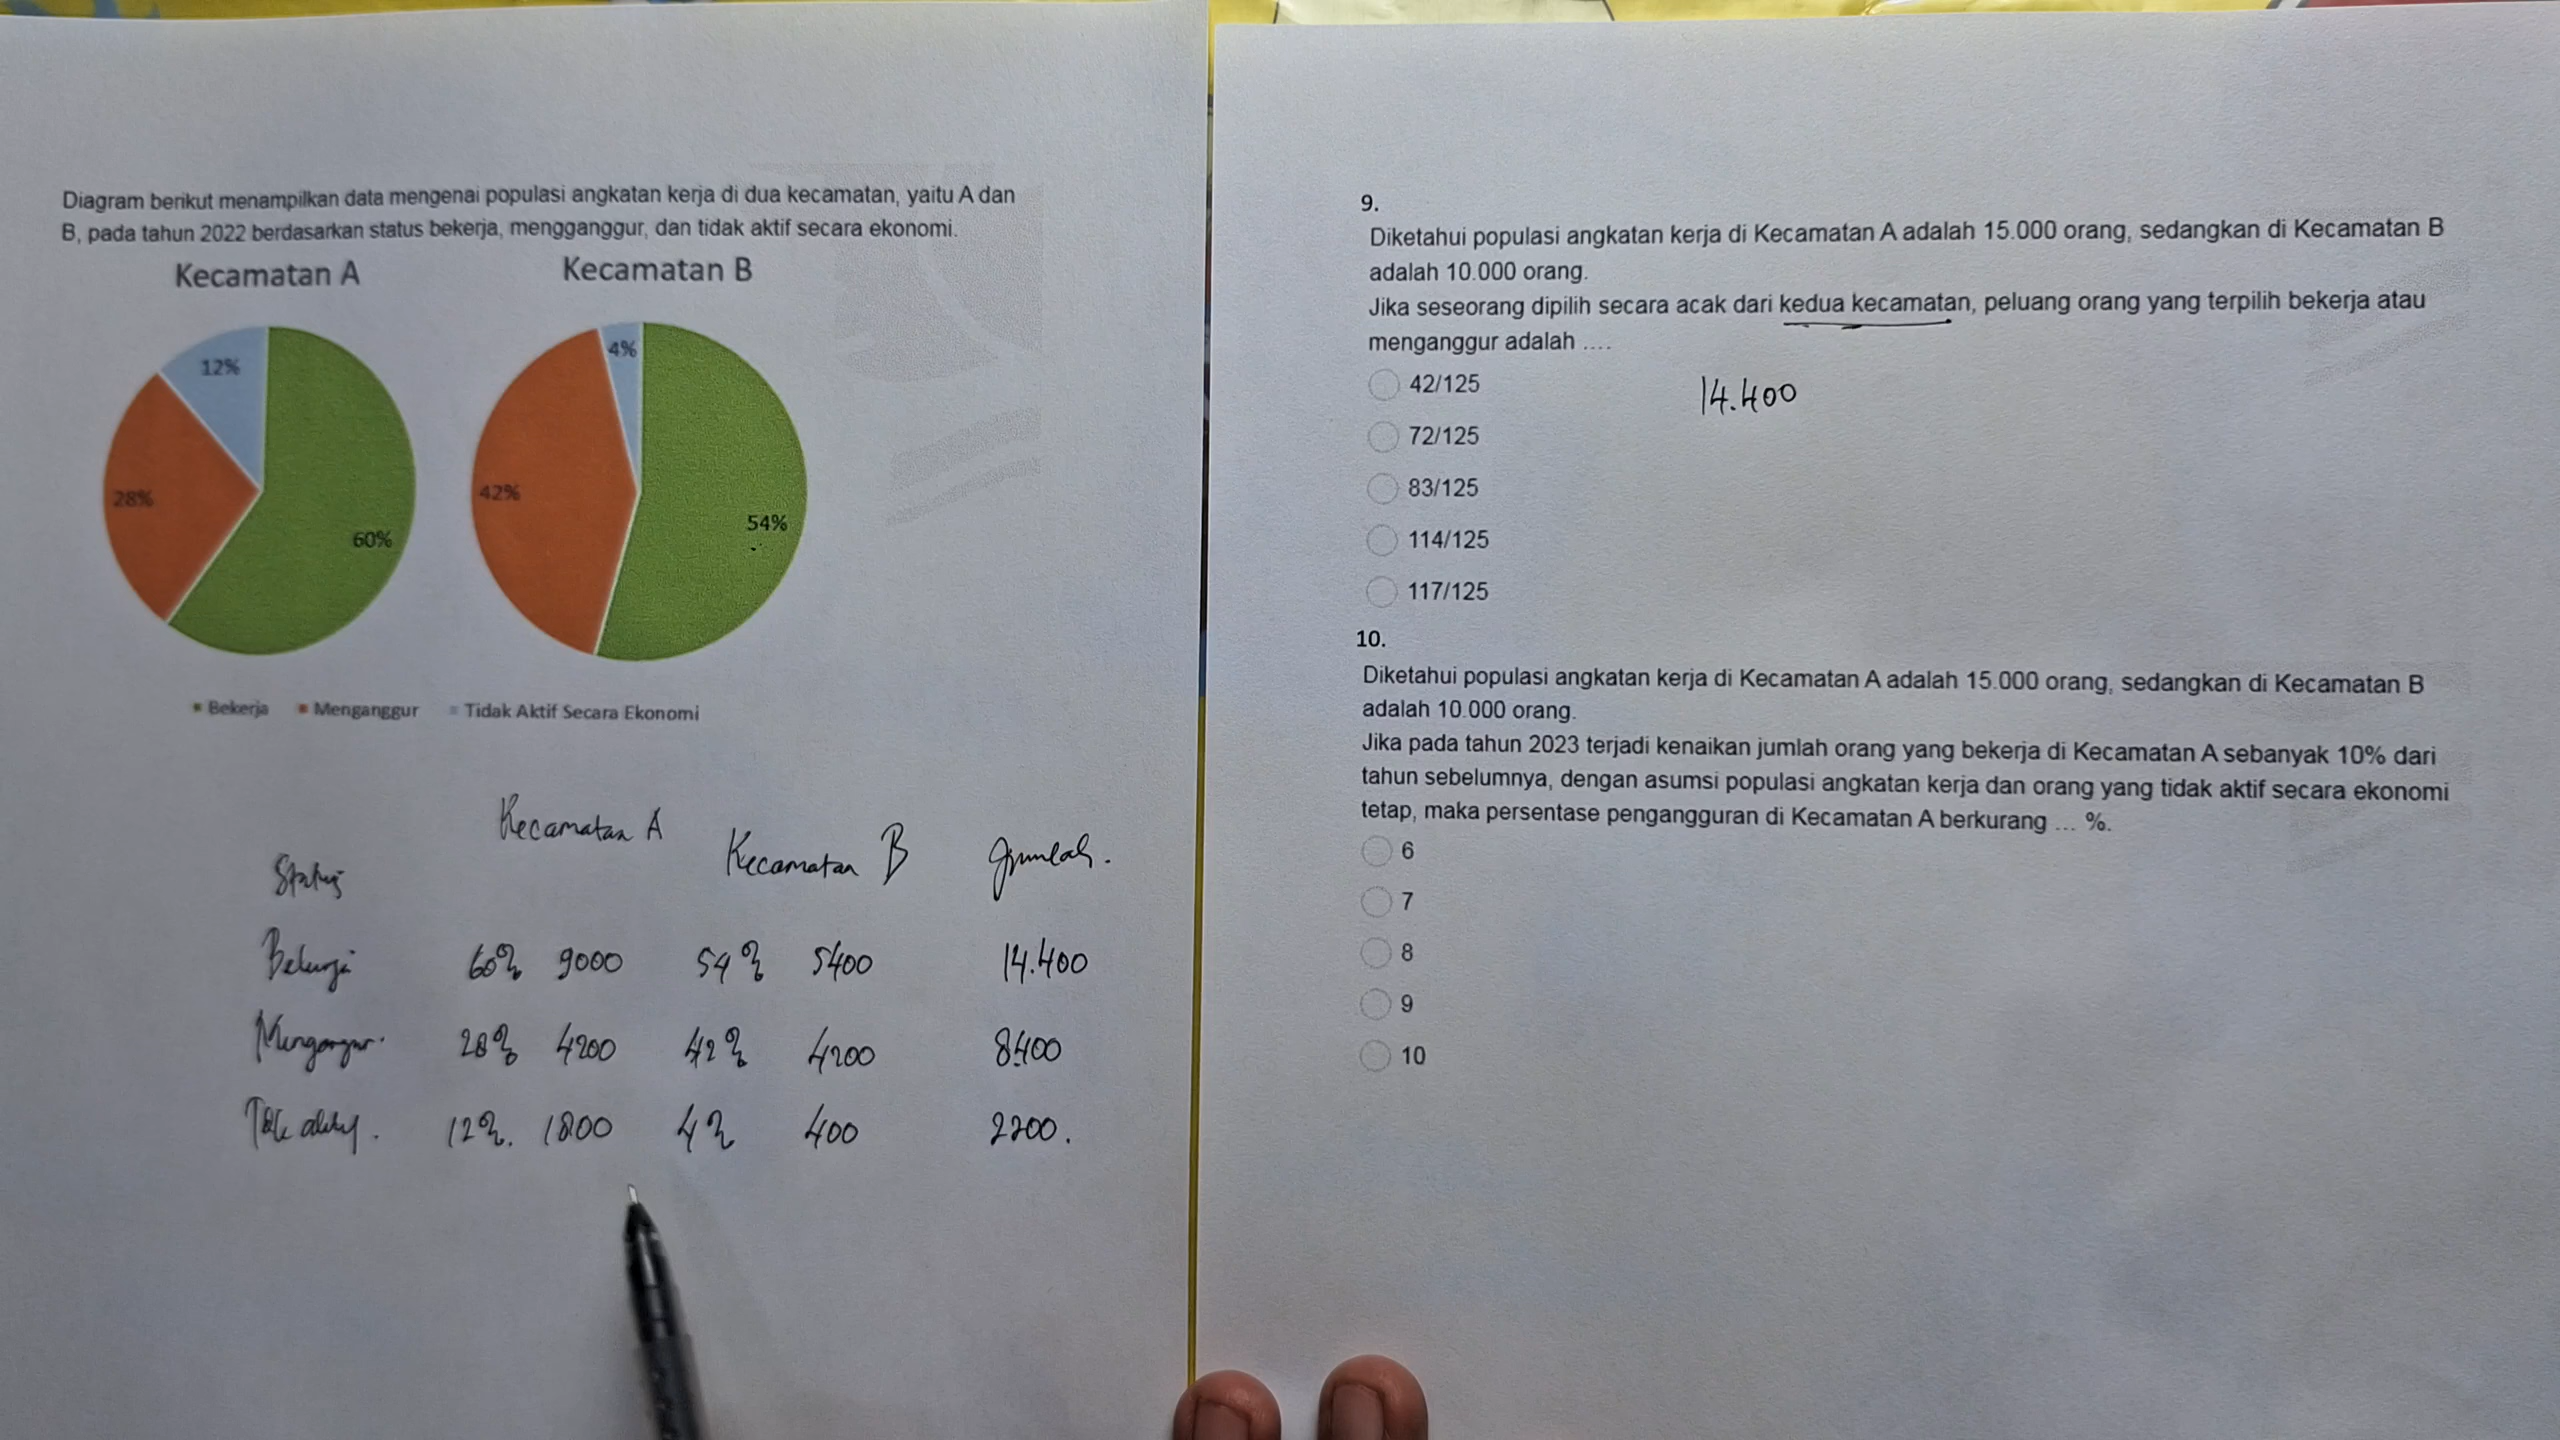 Diagram berikut menampilkan data mengenai populasi angkatan kerja di dua kecamatan, yaitu A dan
B, pada tahun 2022 berdasarkan status bekerja, mengganggur, dan tidak aktif secara ekonomi.
Kecamatan A
Kecamatan B
12%
28%
60%
4%
42%
54%
Bekerja Menganggur Tidak Aktif Secara Ekonomi
Status Kecamatan A Kecamatan B Jumlah.
Bekerja 60% 9000 54% 5400 14.400
Menganggur. 28% 4200 42% 4200 8400
12%. 1800 4% 400 2200.
9.
Diketahui populasi angkatan kerja di Kecamatan A adalah 15.000 orang, sedangkan di Kecamatan B
adalah 10.000 orang.
Jika seseorang dipilih secara acak dari kedua kecamatan, peluang orang yang terpilih bekerja atau
menganggur adalah ....
42/125
14.400
72/125
83/125
114/125
117/125
10.
Diketahui populasi angkatan kerja di Kecamatan A adalah 15.000 orang, sedangkan di Kecamatan B
adalah 10.000 orang.
Jika pada tahun 2023 terjadi kenaikan jumlah orang yang bekerja di Kecamatan A sebanyak 10% dari
tahun sebelumnya, dengan asumsi populasi angkatan kerja dan orang yang tidak aktif secara ekonomi
tetap, maka persentase pengangguran di Kecamatan A berkurang ... %.
6
7
8
9
10